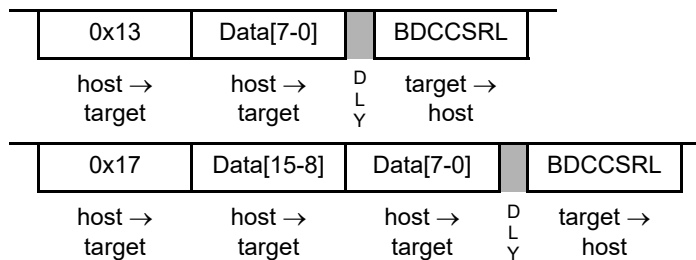 0x13 Data[7-0] BDCCSRL
host → host → D target →
target target L host
Y
0x17 Data[15-8] Data[7-0] BDCCSRL
host → host → host → D target →
target target target L host
Y